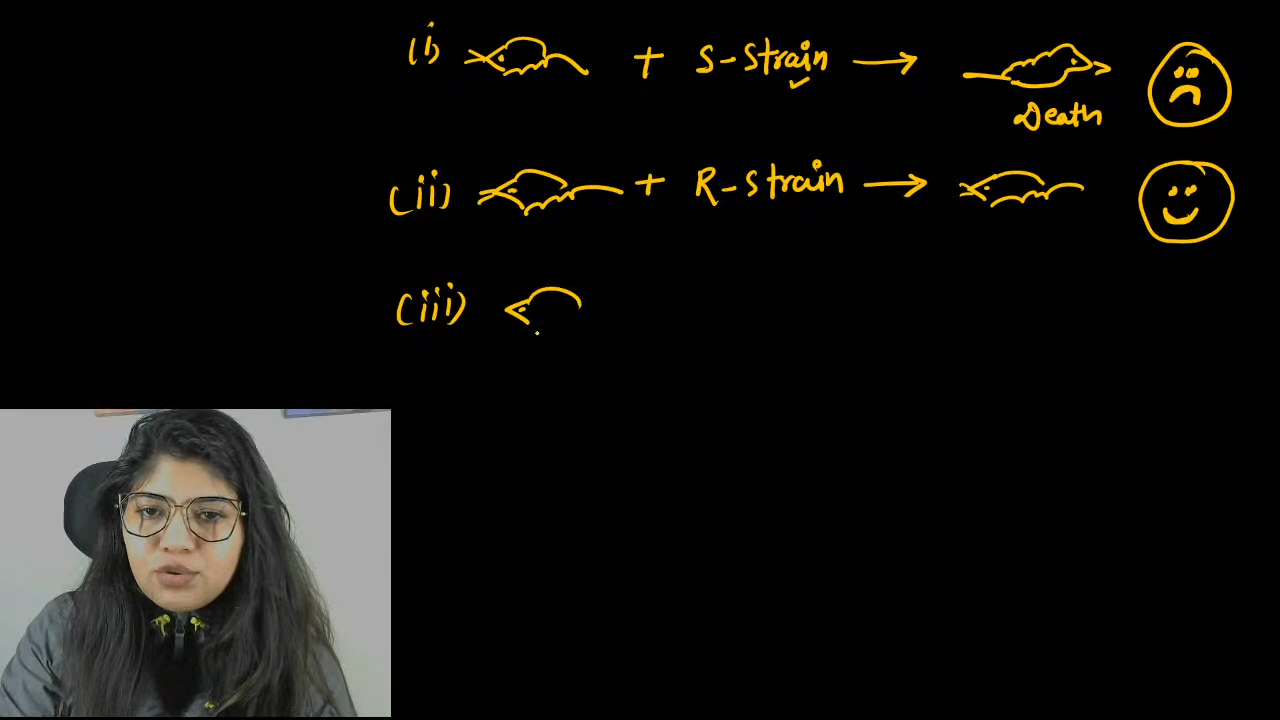 (i) + S-Strain → Death
(ii) + R-Strain →
(iii)